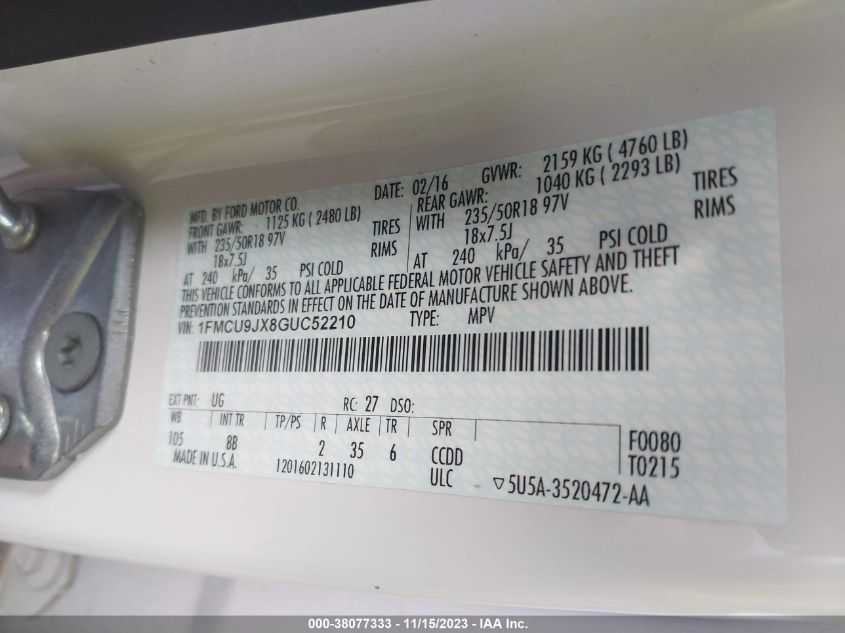 MFD. BY FORD MOTOR CO. DATE: 02/16 GVWR: 2159 KG ( 4760 LB)
FRONT GAWR: 1125 KG ( 2480 LB) REAR GAWR: 1040 KG ( 2293 LB)
WITH 235/50R18 97V TIRES WITH 235/50R18 97V TIRES
18x7.5J RIMS 18x7.5J RIMS
AT 240 kPa/ 35 PSI COLD AT 240 kPa/ 35 PSI COLD
THIS VEHICLE CONFORMS TO ALL APPLICABLE FEDERAL MOTOR VEHICLE SAFETY AND THEFT
PREVENTION STANDARDS IN EFFECT ON THE DATE OF MANUFACTURE SHOWN ABOVE.
VIN: 1FMCU9JX8GUC52210 TYPE: MPV
EXT PNT: UG RC: 27 DSO:
WB INT TR TP/PS R AXLE TR SPR
105 8B 2 35 6 CCDD F0080
MADE IN U.S.A. 1201602131110 ULC T0215
▽5U5A-3520472-AA
000-38077333 - 11/15/2023 - IAA Inc.